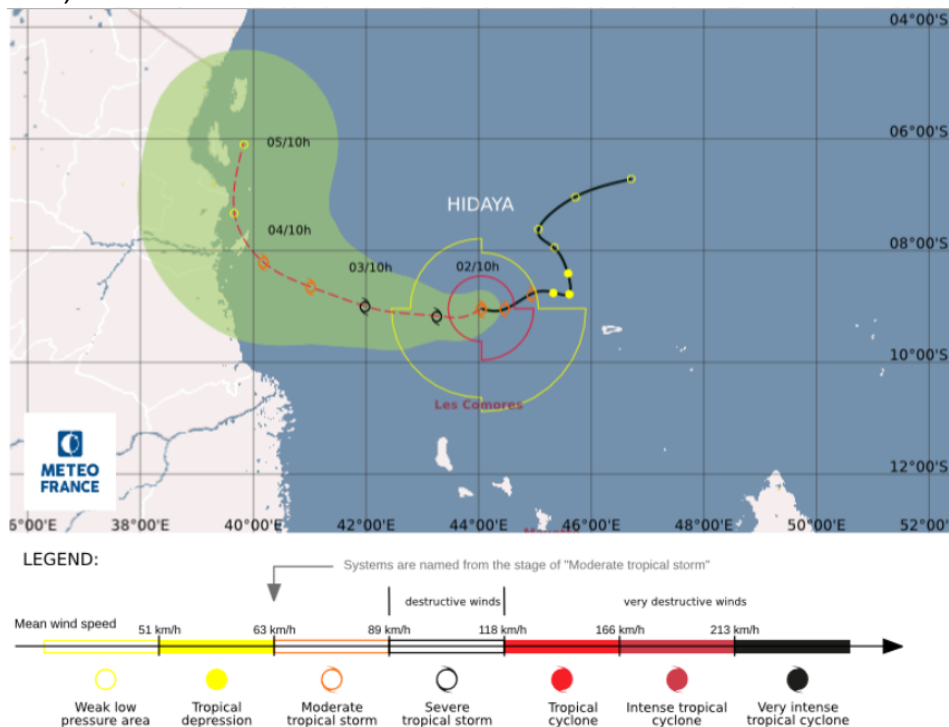 04°00'S
06°00'S
05/10h
HIDAYA
04/10h
08°00'S
03/10h
02/10h
10°00'S
Les Comores
METEO
FRANCE
12°00'S
6°00'E
38°00'E
40°00'E
42°00'E
44°00'E
46°00'E
48°00'E
50°00'E
52°00'
LEGEND:
Systems are named from the stage of "Moderate tropical storm"
destructive winds
very destructive winds
Mean wind speed
51 km/h
63 km/h
89 km/h
118 km/h
166 km/h
213 km/h
Weak low
pressure area
Tropical
depression
Moderate
tropical storm
Severe
tropical storm
Tropical
cyclone
Intense tropical
cyclone
Very intense
tropical cyclone